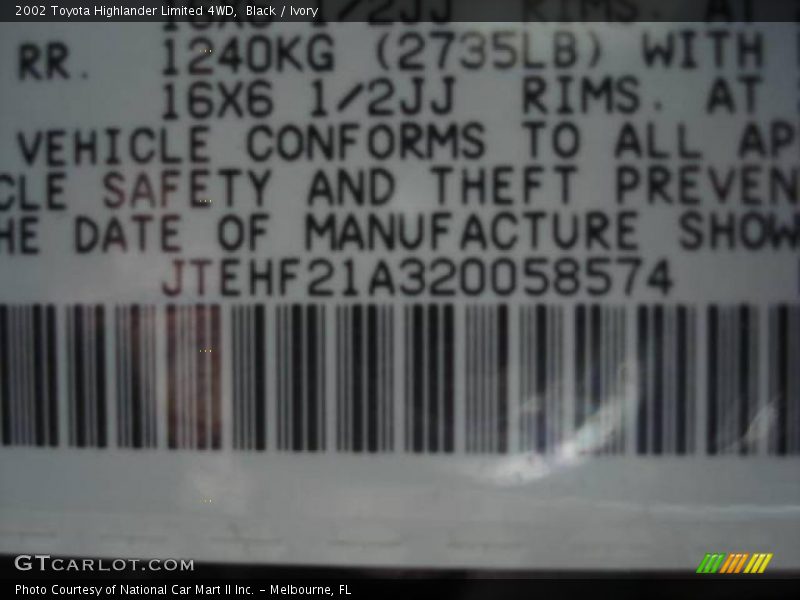 2002 Toyota Highlander Limited 4WD, Black / Ivory
RR. 1240KG (2735LB) WITH
16X6 1/2JJ RIMS. AT
VEHICLE CONFORMS TO ALL AP
CLE SAFETY AND THEFT PREVEN
HE DATE OF MANUFACTURE SHOW
JTEHF21A320058574
GTCARLOT.COM
Photo Courtesy of National Car Mart II Inc. – Melbourne, FL